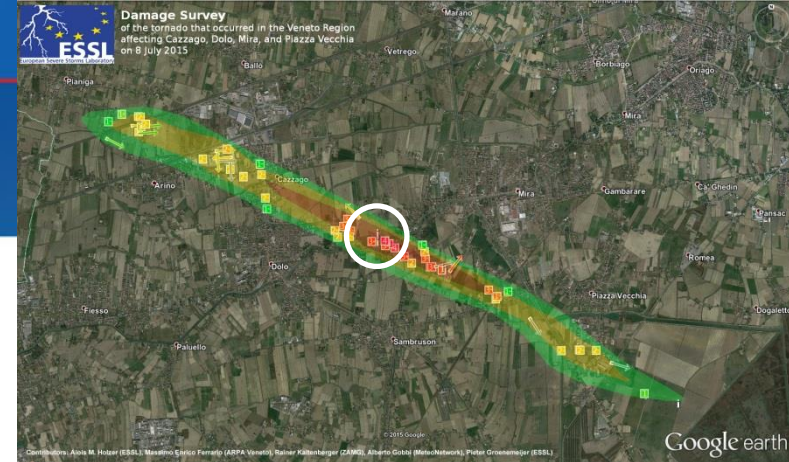 Damage Survey
of the tornado that occurred in the Veneto Region
affecting Cazzago, Dolo, Mira, and Piazza Vecchia
on 8 July 2015
ESSL
European Severe Storms Laboratory
Marano
Vetrego
Ballo
Borbiago
Oriago
Pianiga
Mira
Cazzago
Arino
Mira
Gambarare
Ca' Ghedin
Pansac
Dolo
Romea
Piazza Vecchia
Fiesso
Dogaletto
Paluello
Sambruson
© 2015 Google
Google earth
Contributors: Alois M. Holzer (ESSL), Massimo Enrico Ferrario (ARPA Veneto), Rainer Kaltenberger (ZAMG), Alberto Gobbi (MeteoNetwork), Pieter Groenemeijer (ESSL)